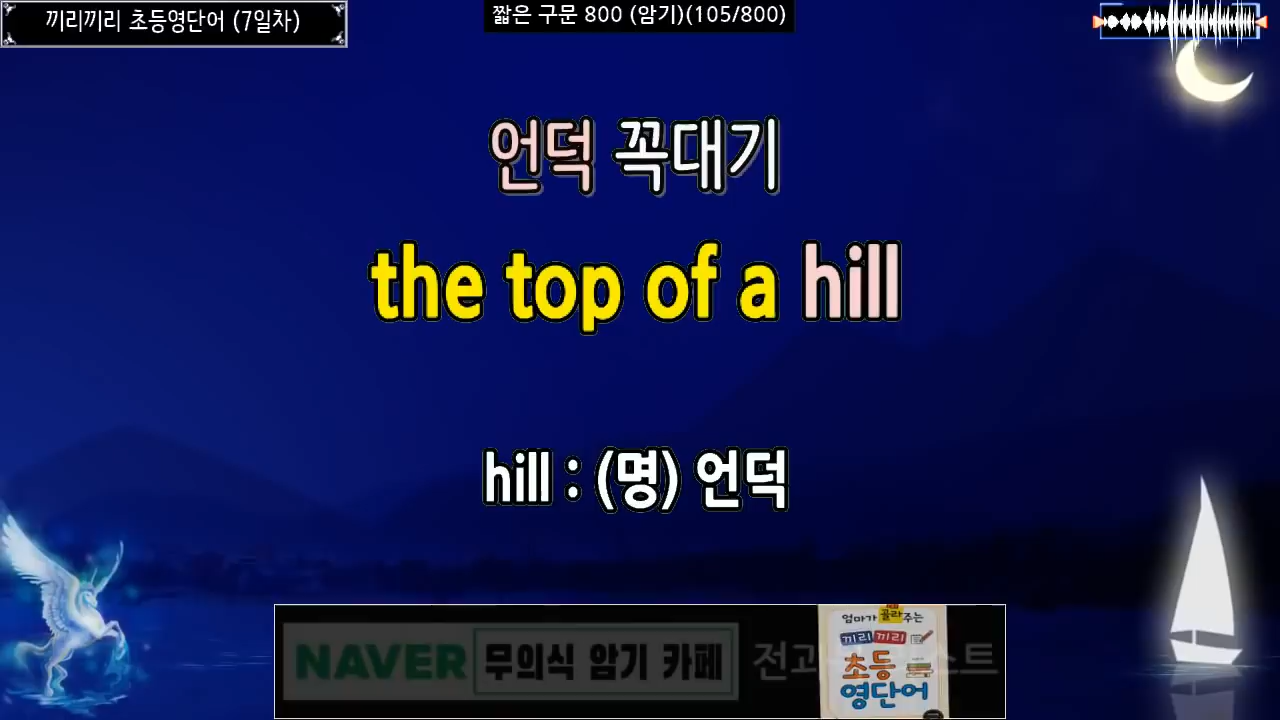 끼리끼리 초등영단어 (7일차)
짧은 구문 800 (암기)(105/800)
언덕 꼭대기
the top of a hill
hill : (명) 언덕
NAVER 무의식 암기 카페
엄마가 골라주는
끼리끼리
초등
영단어